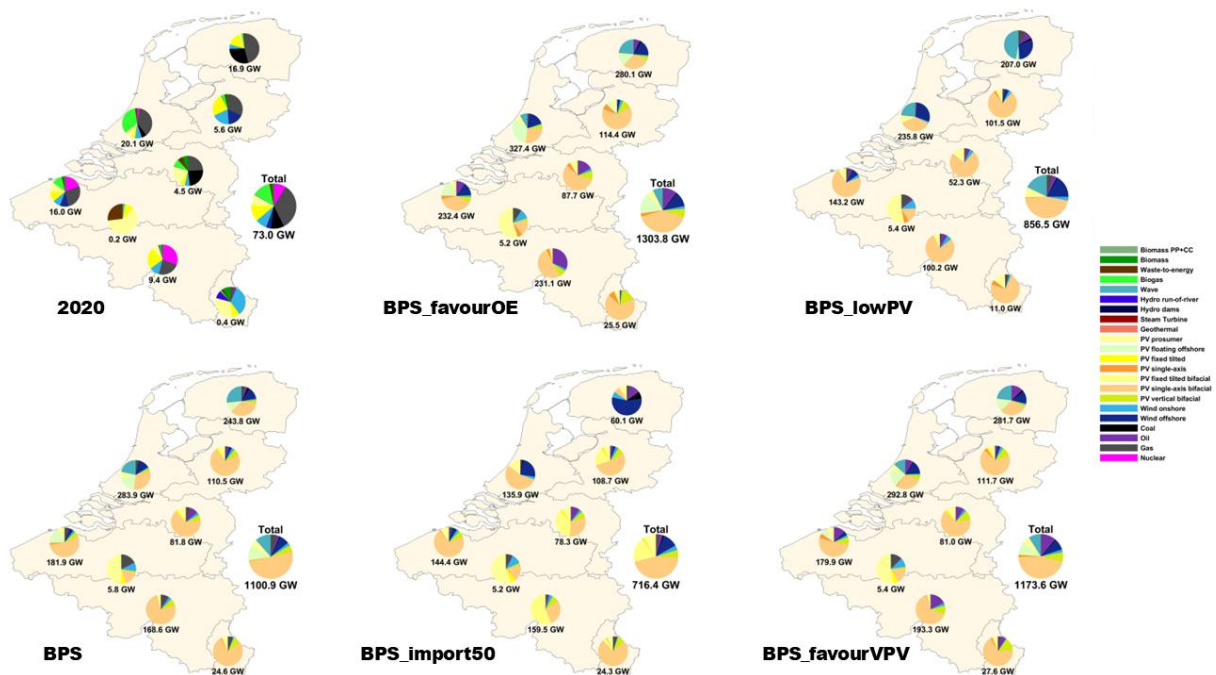 16.9 GW
5.6 GW
20.1 GW
4.5 GW
16.0 GW
0.2 GW
9.4 GW
0.4 GW
Total
73.0 GW
2020
280.1 GW
114.4 GW
327.4 GW
87.7 GW
232.4 GW
5.2 GW
231.1 GW
25.5 GW
Total
1303.8 GW
BPS_favourOE
207.0 GW
101.5 GW
235.8 GW
52.3 GW
143.2 GW
5.4 GW
100.2 GW
11.0 GW
Total
856.5 GW
BPS_lowPV
Biomass PP+CC
Biomass
Waste-to-energy
Biogas
Wave
Hydro run-of-river
Hydro dams
Steam Turbine
Geothermal
PV prosumer
PV floating offshore
PV fixed tilted
PV single-axis
PV fixed tilted bifacial
PV single-axis bifacial
PV vertical bifacial
Wind onshore
Wind offshore
Coal
Oil
Gas
Nuclear
243.8 GW
110.5 GW
283.9 GW
81.8 GW
181.9 GW
5.8 GW
168.6 GW
24.6 GW
Total
1100.9 GW
BPS
60.1 GW
108.7 GW
135.9 GW
78.3 GW
144.4 GW
5.2 GW
159.5 GW
24.3 GW
Total
716.4 GW
BPS_import50
281.7 GW
111.7 GW
292.8 GW
81.0 GW
179.9 GW
5.4 GW
193.3 GW
27.6 GW
Total
1173.6 GW
BPS_favourVPV